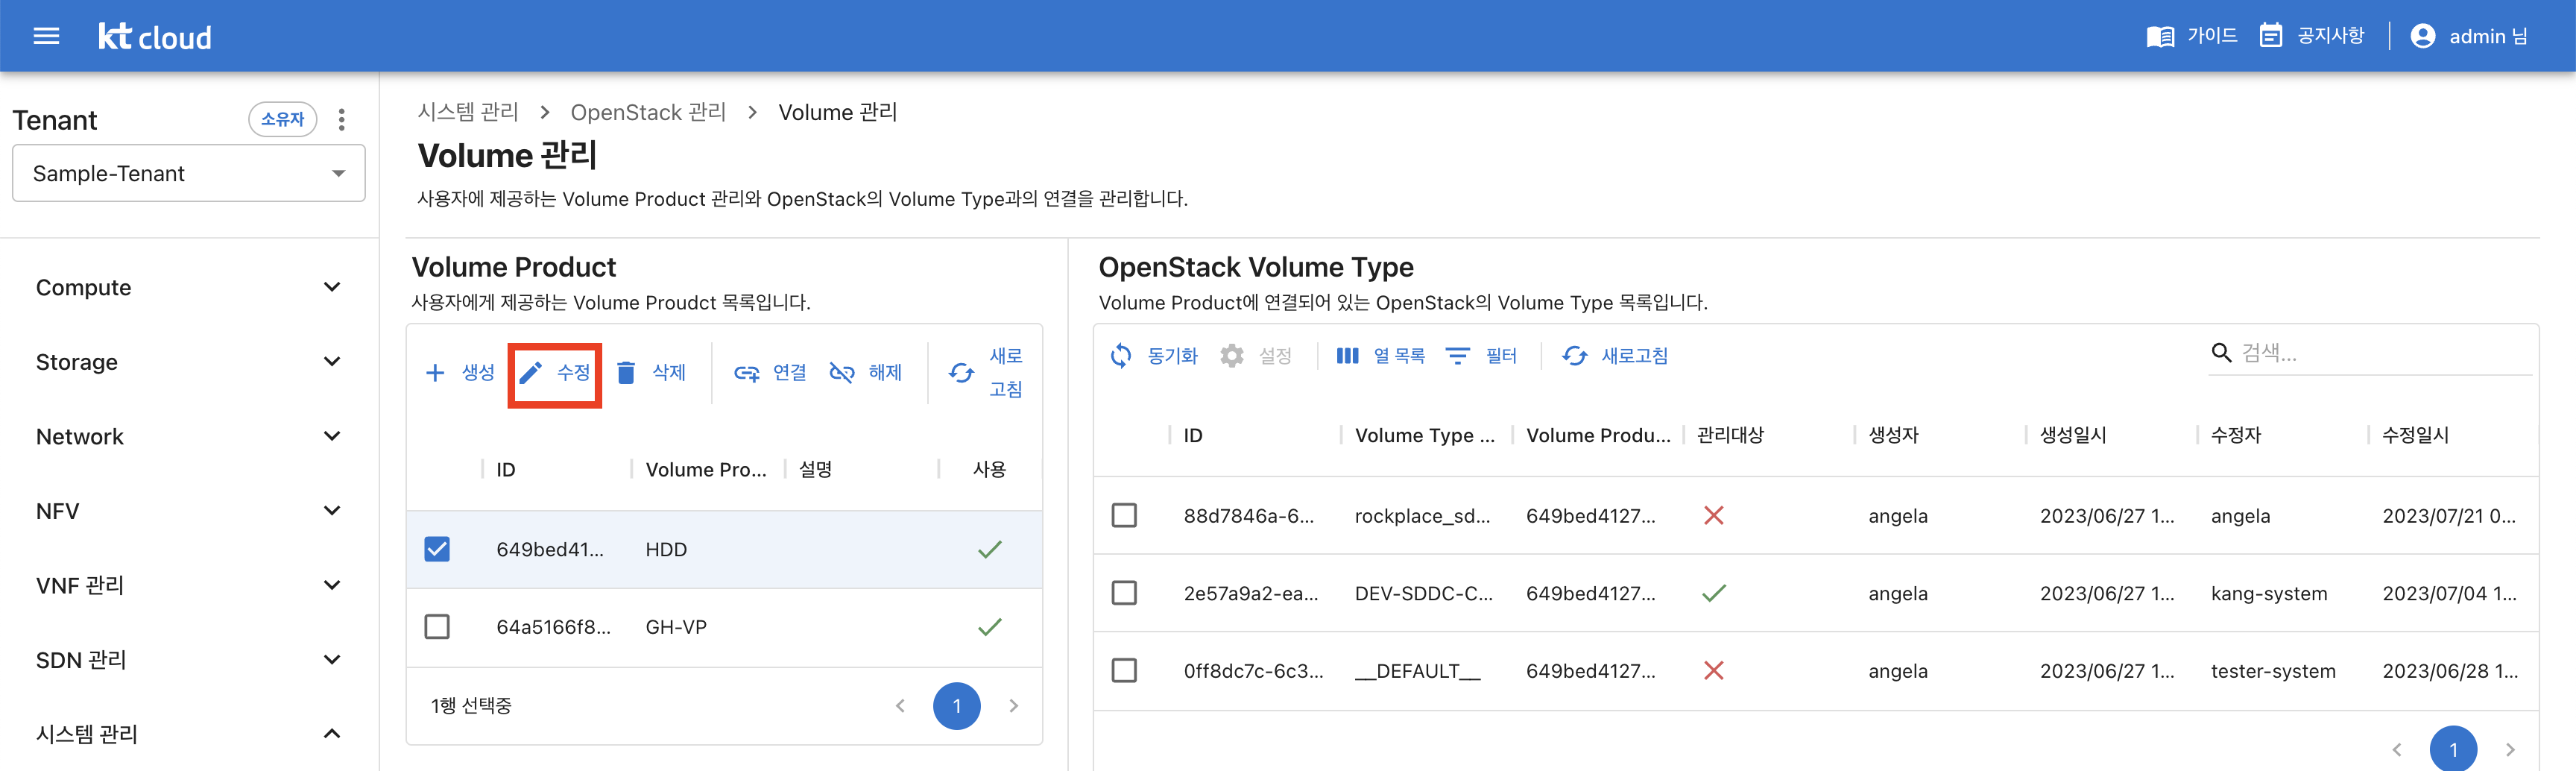 kt cloud
가이드
공지사항
admin 님
Tenant
소유자
Sample-Tenant
Compute
Storage
Network
NFV
VNF 관리
SDN 관리
시스템 관리
시스템 관리 > OpenStack 관리 > Volume 관리
Volume 관리
사용자에 제공하는 Volume Product 관리와 OpenStack의 Volume Type과의 연결을 관리합니다.
Volume Product
사용자에게 제공하는 Volume Proudct 목록입니다.
생성 수정 삭제 연결 해제 새로
고침
ID Volume Pro... 설명 사용
649bed41... HDD
64a5166f8... GH-VP
1행 선택중
1
OpenStack Volume Type
Volume Product에 연결되어 있는 OpenStack의 Volume Type 목록입니다.
동기화 설정 열 목록 필터 새로고침 검색...
ID Volume Type ... Volume Produ... 관리대상 생성자 생성일시 수정자 수정일시
88d7846a-6... rockplace_sd... 649bed4127... angela 2023/06/27 1... angela 2023/07/21 0...
2e57a9a2-ea... DEV-SDDC-C... 649bed4127... angela 2023/06/27 1... kang-system 2023/07/04 1...
0ff8dc7c-6c3... __DEFAULT__ 649bed4127... angela 2023/06/27 1... tester-system 2023/06/28 1...
1